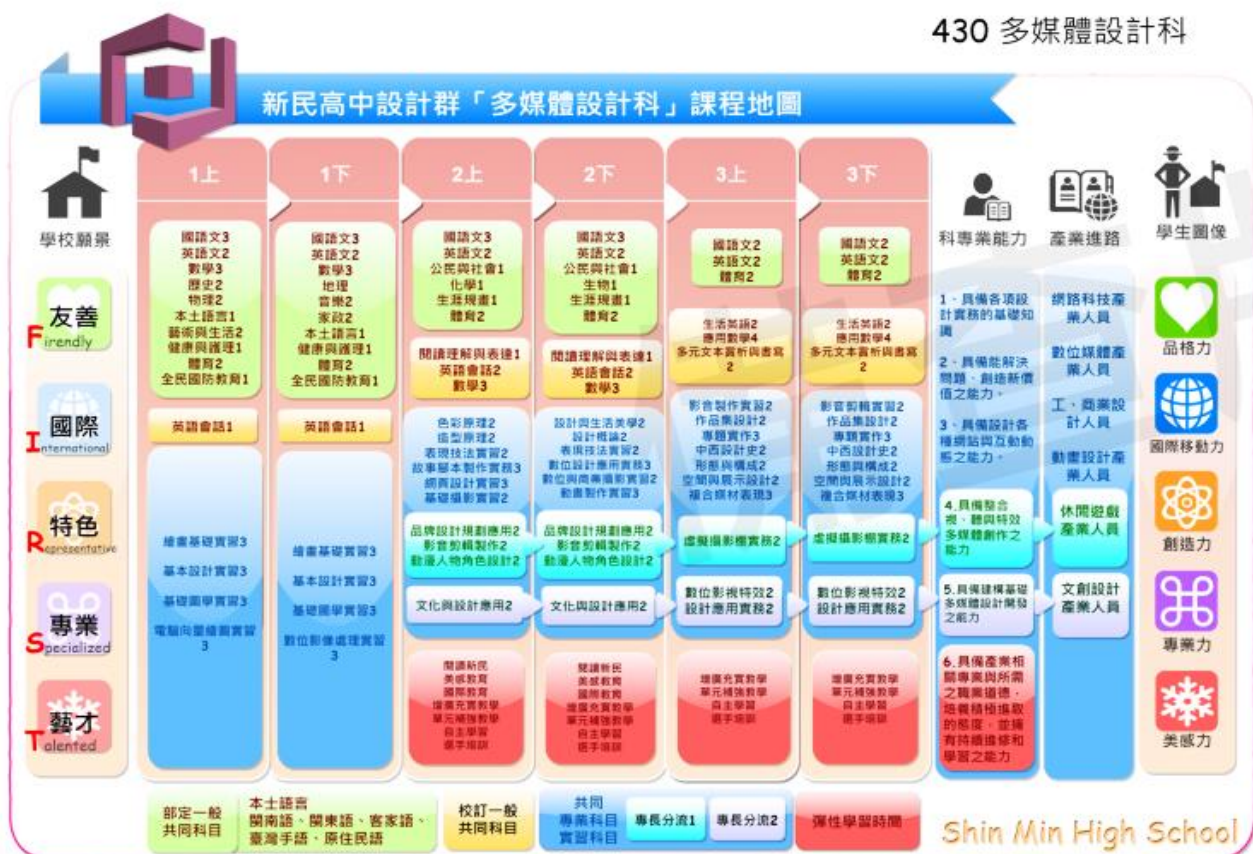 430 多媒體設計科
新民高中設計群「多媒體設計科」課程地圖
學校願景
友善
Firendly
國際
International
特色
Representative
專業
Specialized
藝才
Talented
1上
國語文3
英語文2
數學3
歷史2
物理2
本土語言1
藝術與生活2
健康與護理1
體育2
全民國防教育1
英語會話1
繪畫基礎實習3
基本設計實習3
基礎圖學實習3
電腦向量繪圖實習
3
1下
國語文3
英語文2
數學3
地理
音樂2
家政2
本土語言1
健康與護理1
體育2
全民國防教育1
英語會話1
繪畫基礎實習3
基本設計實習3
基礎圖學實習3
數位影像處理實習
3
2上
國語文3
英語文2
公民與社會1
化學1
生涯規畫1
體育2
閱讀理解與表達1
英語會話2
數學3
色彩原理2
造型原理2
表現技法實習2
故事腳本製作實務3
網頁設計實習3
基礎攝影實習2
品牌設計規劃應用2
影音剪輯製作2
動漫人物角色設計2
文化與設計應用2
閱讀新民
美感教育
國際教育
增廣充實教學
單元補強教學
自主學習
選手培訓
2下
國語文3
英語文2
公民與社會1
生物1
生涯規畫1
體育2
閱讀理解與表達1
英語會話2
數學3
設計與生活美學2
設計概論2
表現技法實習2
數位設計應用實務3
數位與商業攝影實習2
動畫製作實習3
品牌設計規劃應用2
影音剪輯製作2
動漫人物角色設計2
文化與設計應用2
閱讀新民
美感教育
國際教育
增廣充實教學
單元補強教學
自主學習
選手培訓
3上
國語文2
英語文2
體育2
生活英語2
應用數學4
多元文本賞析與書寫
2
影音製作實習2
作品集設計2
專題實作3
中西設計史2
形態與構成2
空間與展示設計2
複合媒材表現3
虛擬攝影棚實務2
數位影視特效2
設計應用實務2
增廣充實教學
單元補強教學
自主學習
選手培訓
3下
國語文2
英語文2
體育2
生活英語2
應用數學4
多元文本賞析與書寫
2
影音剪輯實習2
作品集設計2
專題實作3
中西設計史2
形態與構成2
空間與展示設計2
複合媒材表現3
虛擬攝影棚實務2
數位影視特效2
設計應用實務2
增廣充實教學
單元補強教學
自主學習
選手培訓
科專業能力
1、具備各項設
計實務的基礎知
識
2、具備能解決
問題、創造新價
值之能力。
3、具備設計各
種網站與互動動
態之能力。
4.具備整合
視、聽與特效
多媒體創作之
能力
5.具備建構基礎
多媒體設計開發
之能力
6.具備產業相
關專業與所需
之職業道德，
培養積極進取
的態度，並擁
有持續進修和
學習之能力
產業進路
網路科技產
業人員
數位媒體產
業人員
工、商業設
計人員
動畫設計產
業人員
休閒遊戲
產業人員
文創設計
產業人員
學生圖像
品格力
國際移動力
創造力
專業力
美感力
部定一般
共同科目
本土語言
閩南語、閩東語、客家語、
臺灣手語、原住民語
校訂一般
共同科目
共同
專業科目
實習科目
專長分流1
專長分流2
彈性學習時間
Shin Min High School